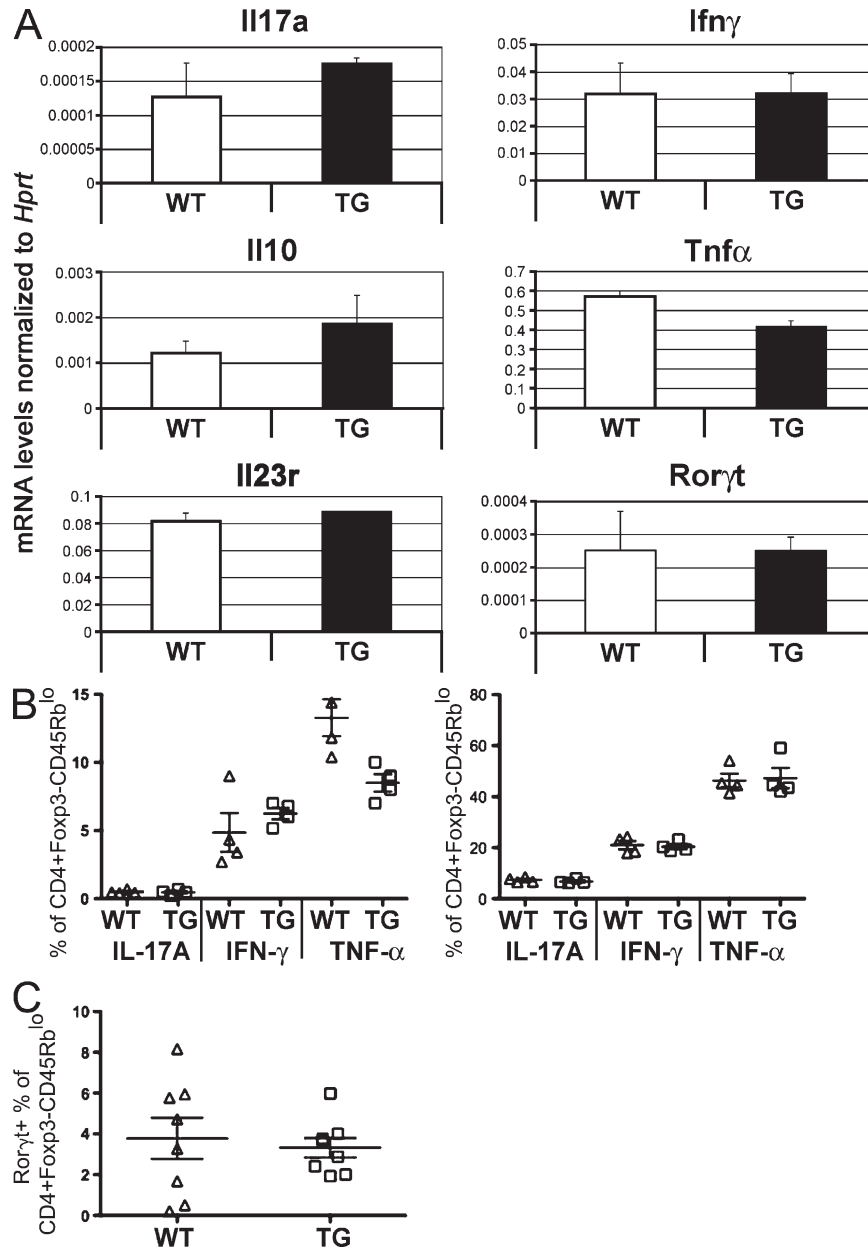 A
mRNA levels normalized to Hprt
Il17a
0.0002
0.00015
0.0001
0.00005
0
WT TG
Ifnγ
0.05
0.04
0.03
0.02
0.01
0
WT TG
Il10
0.003
0.002
0.001
0
WT TG
Tnfα
0.7
0.6
0.5
0.4
0.3
0.2
0.1
0
WT TG
Il23r
0.1
0.08
0.06
0.04
0.02
0
WT TG
Rorγt
0.0004
0.0003
0.0002
0.0001
0
WT TG
B
% of CD4+Foxp3-CD45Rblo
15
10
5
0
WT TG WT TG WT TG
IL-17A IFN-γ TNF-α
% of CD4+Foxp3-CD45Rblo
80
60
40
20
0
WT TG WT TG WT TG
IL-17A IFN-γ TNF-α
C
Rorγt+ % of
CD4+Foxp3-CD45Rblo
10
8
6
4
2
0
WT TG